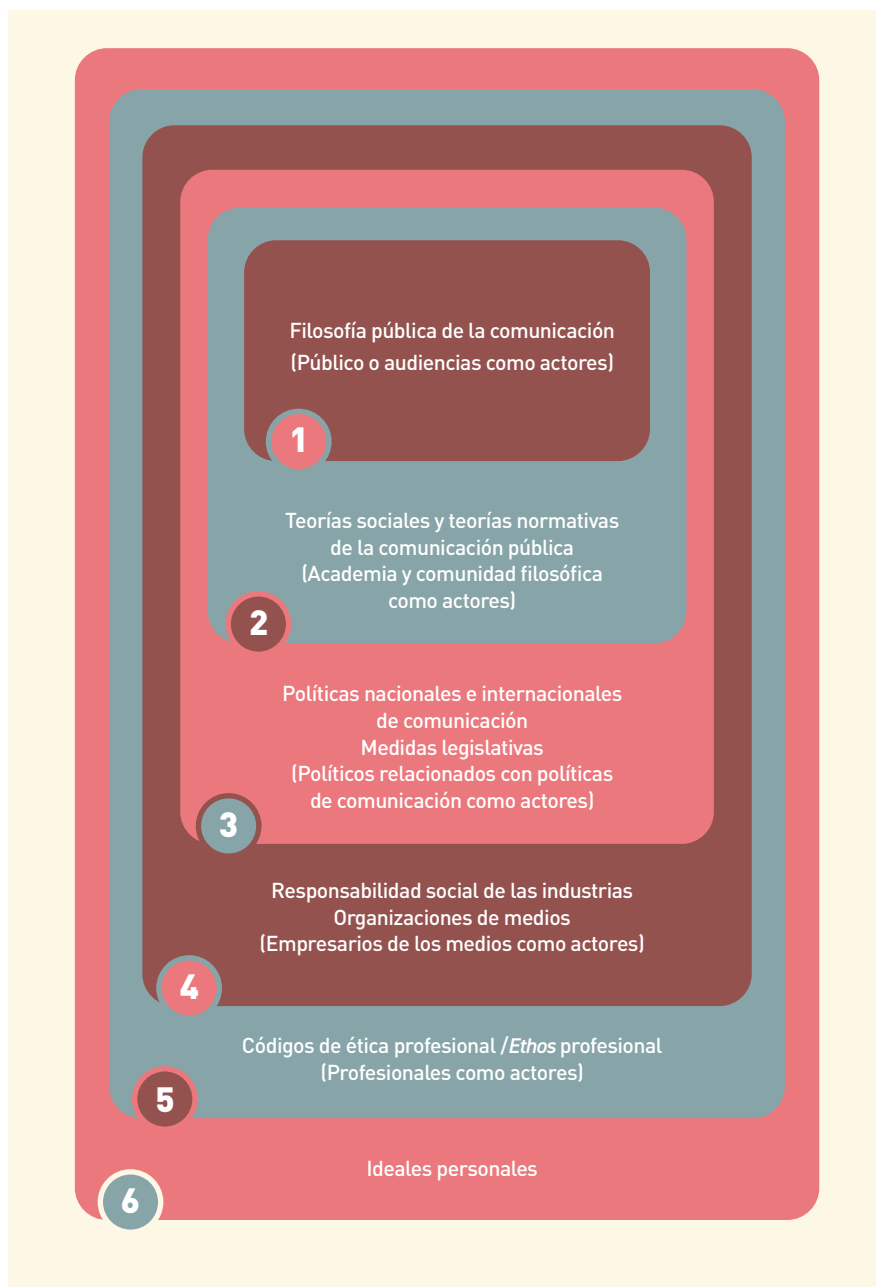 Filosofía pública de la comunicación
(Público o audiencias como actores)
1
Teorías sociales y teorías normativas
de la comunicación pública
(Academia y comunidad filosófica
como actores)
2
Políticas nacionales e internacionales
de comunicación
Medidas legislativas
(Políticos relacionados con políticas
de comunicación como actores)
3
Responsabilidad social de las industrias
Organizaciones de medios
(Empresarios de los medios como actores)
4
Códigos de ética profesional /Ethos profesional
(Profesionales como actores)
5
Ideales personales
6